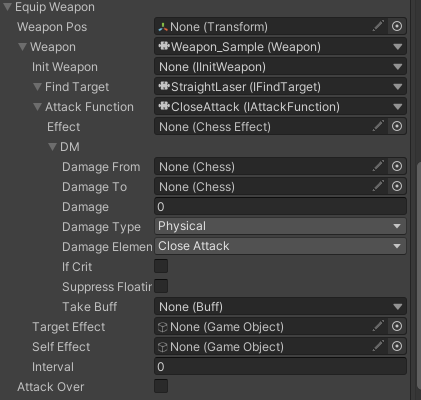 Equip Weapon
Weapon Pos None (Transform)
Weapon Weapon_Sample (Weapon)
Init Weapon None (IInitWeapon)
Find Target StraightLaser (IFindTarget)
Attack Function CloseAttack (IAttackFunction)
Effect None (Chess Effect)
DM
Damage From None (Chess)
Damage To None (Chess)
Damage 0
Damage Type Physical
Damage Elemen Close Attack
If Crit
Suppress Floatir
Take Buff None (Buff)
Target Effect None (Game Object)
Self Effect None (Game Object)
Interval 0
Attack Over